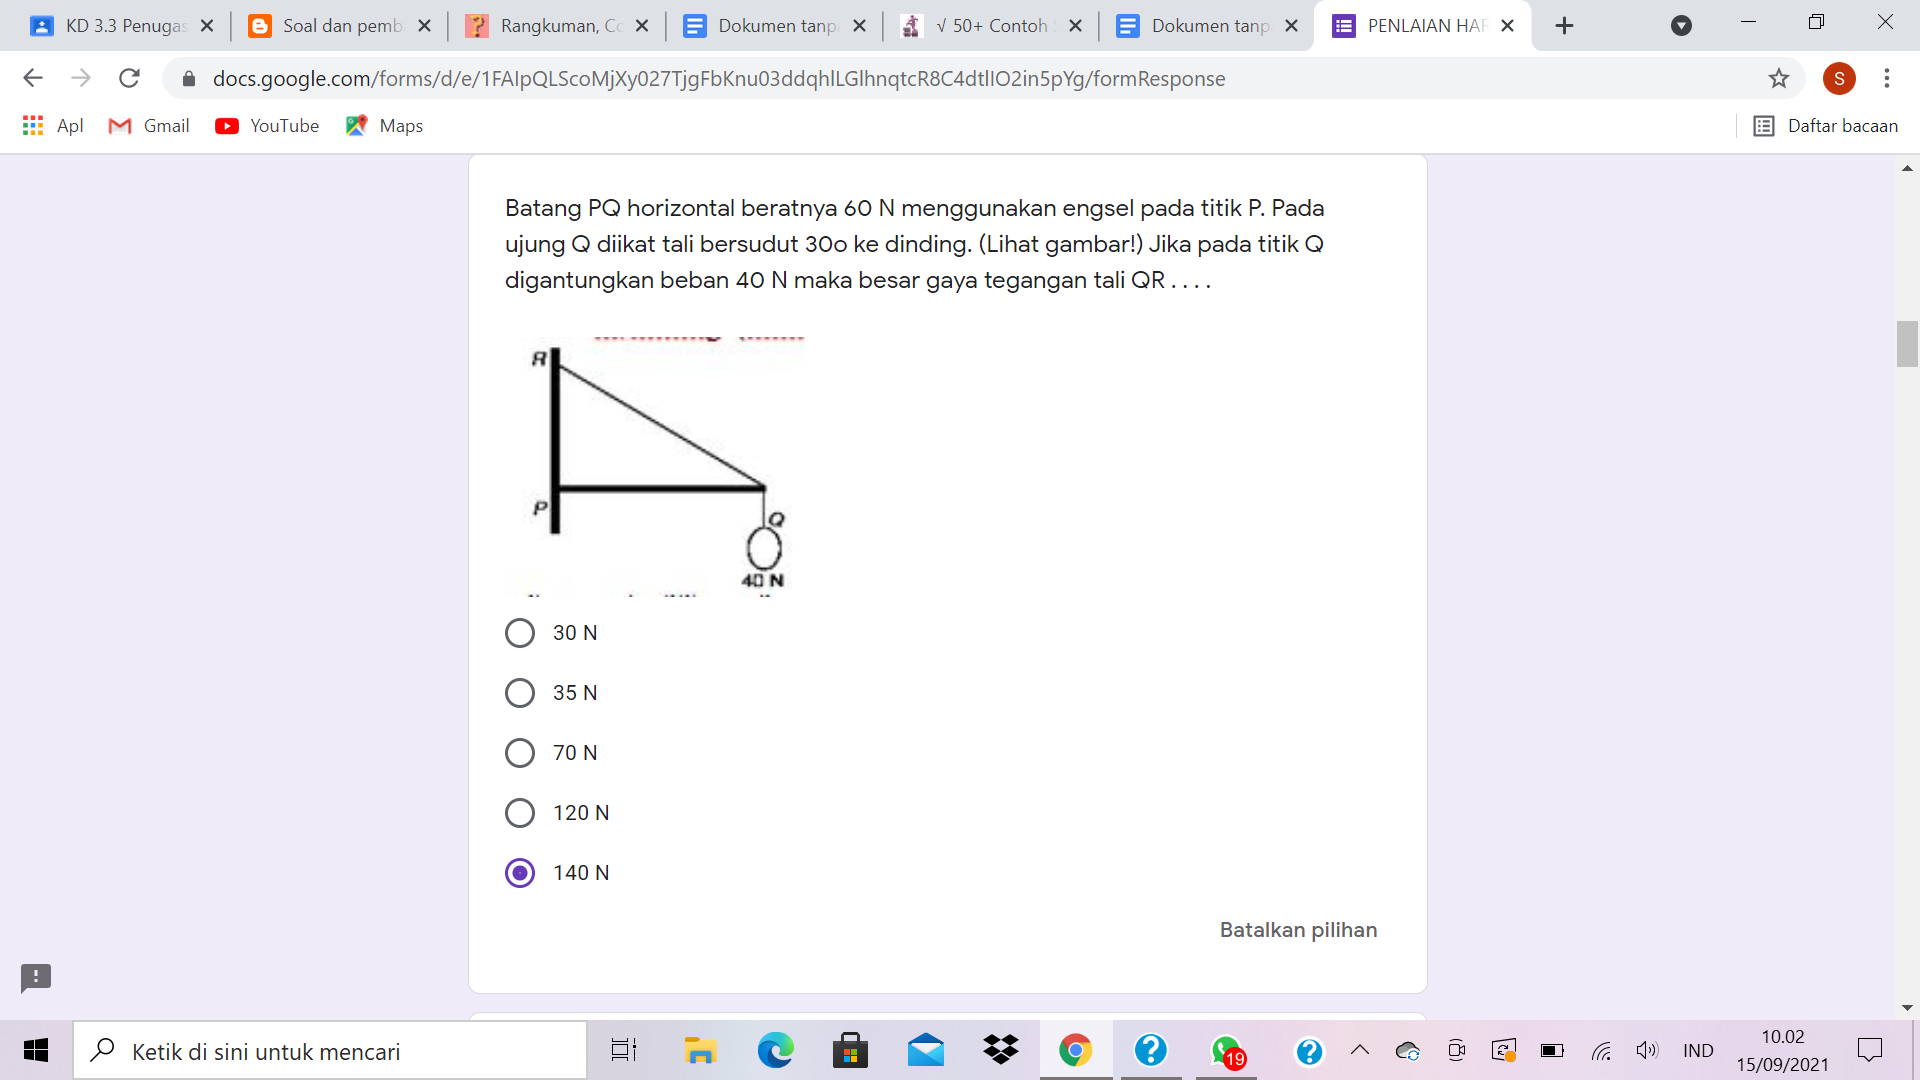 KD 3.3 Penugas
Soal dan pemb
Rangkuman, Co
Dokumen tanp
√ 50+ Contoh S
Dokumen tanp
PENLAIAN HAR
docs.google.com/forms/d/e/1FAIpQLScoMjXy027TjgFbKnu03ddqhlLGlhnqtcR8C4dtlIO2in5pYg/formResponse
S
Apl
Gmail
YouTube
Maps
Daftar bacaan
Batang PQ horizontal beratnya 60 N menggunakan engsel pada titik P. Pada
ujung Q diikat tali bersudut 30o ke dinding. (Lihat gambar!) Jika pada titik Q
digantungkan beban 40 N maka besar gaya tegangan tali QR . . . .
R
P
Q
40 N
30 N
35 N
70 N
120 N
140 N
Batalkan pilihan
Ketik di sini untuk mencari
19
IND
10.02
15/09/2021